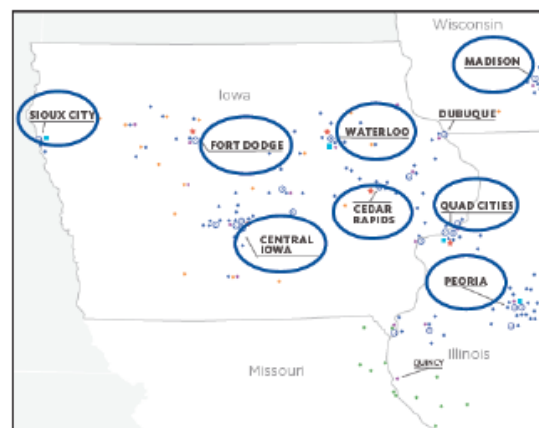 Wisconsin
MADISON
Iowa
SIOUX CITY
DUBUQUE
FORT DODGE
WATERLOO
CEDAR
RAPIDS
QUAD CITIES
CENTRAL
IOWA
PEORIA
Illinois
QUINCY
Missouri